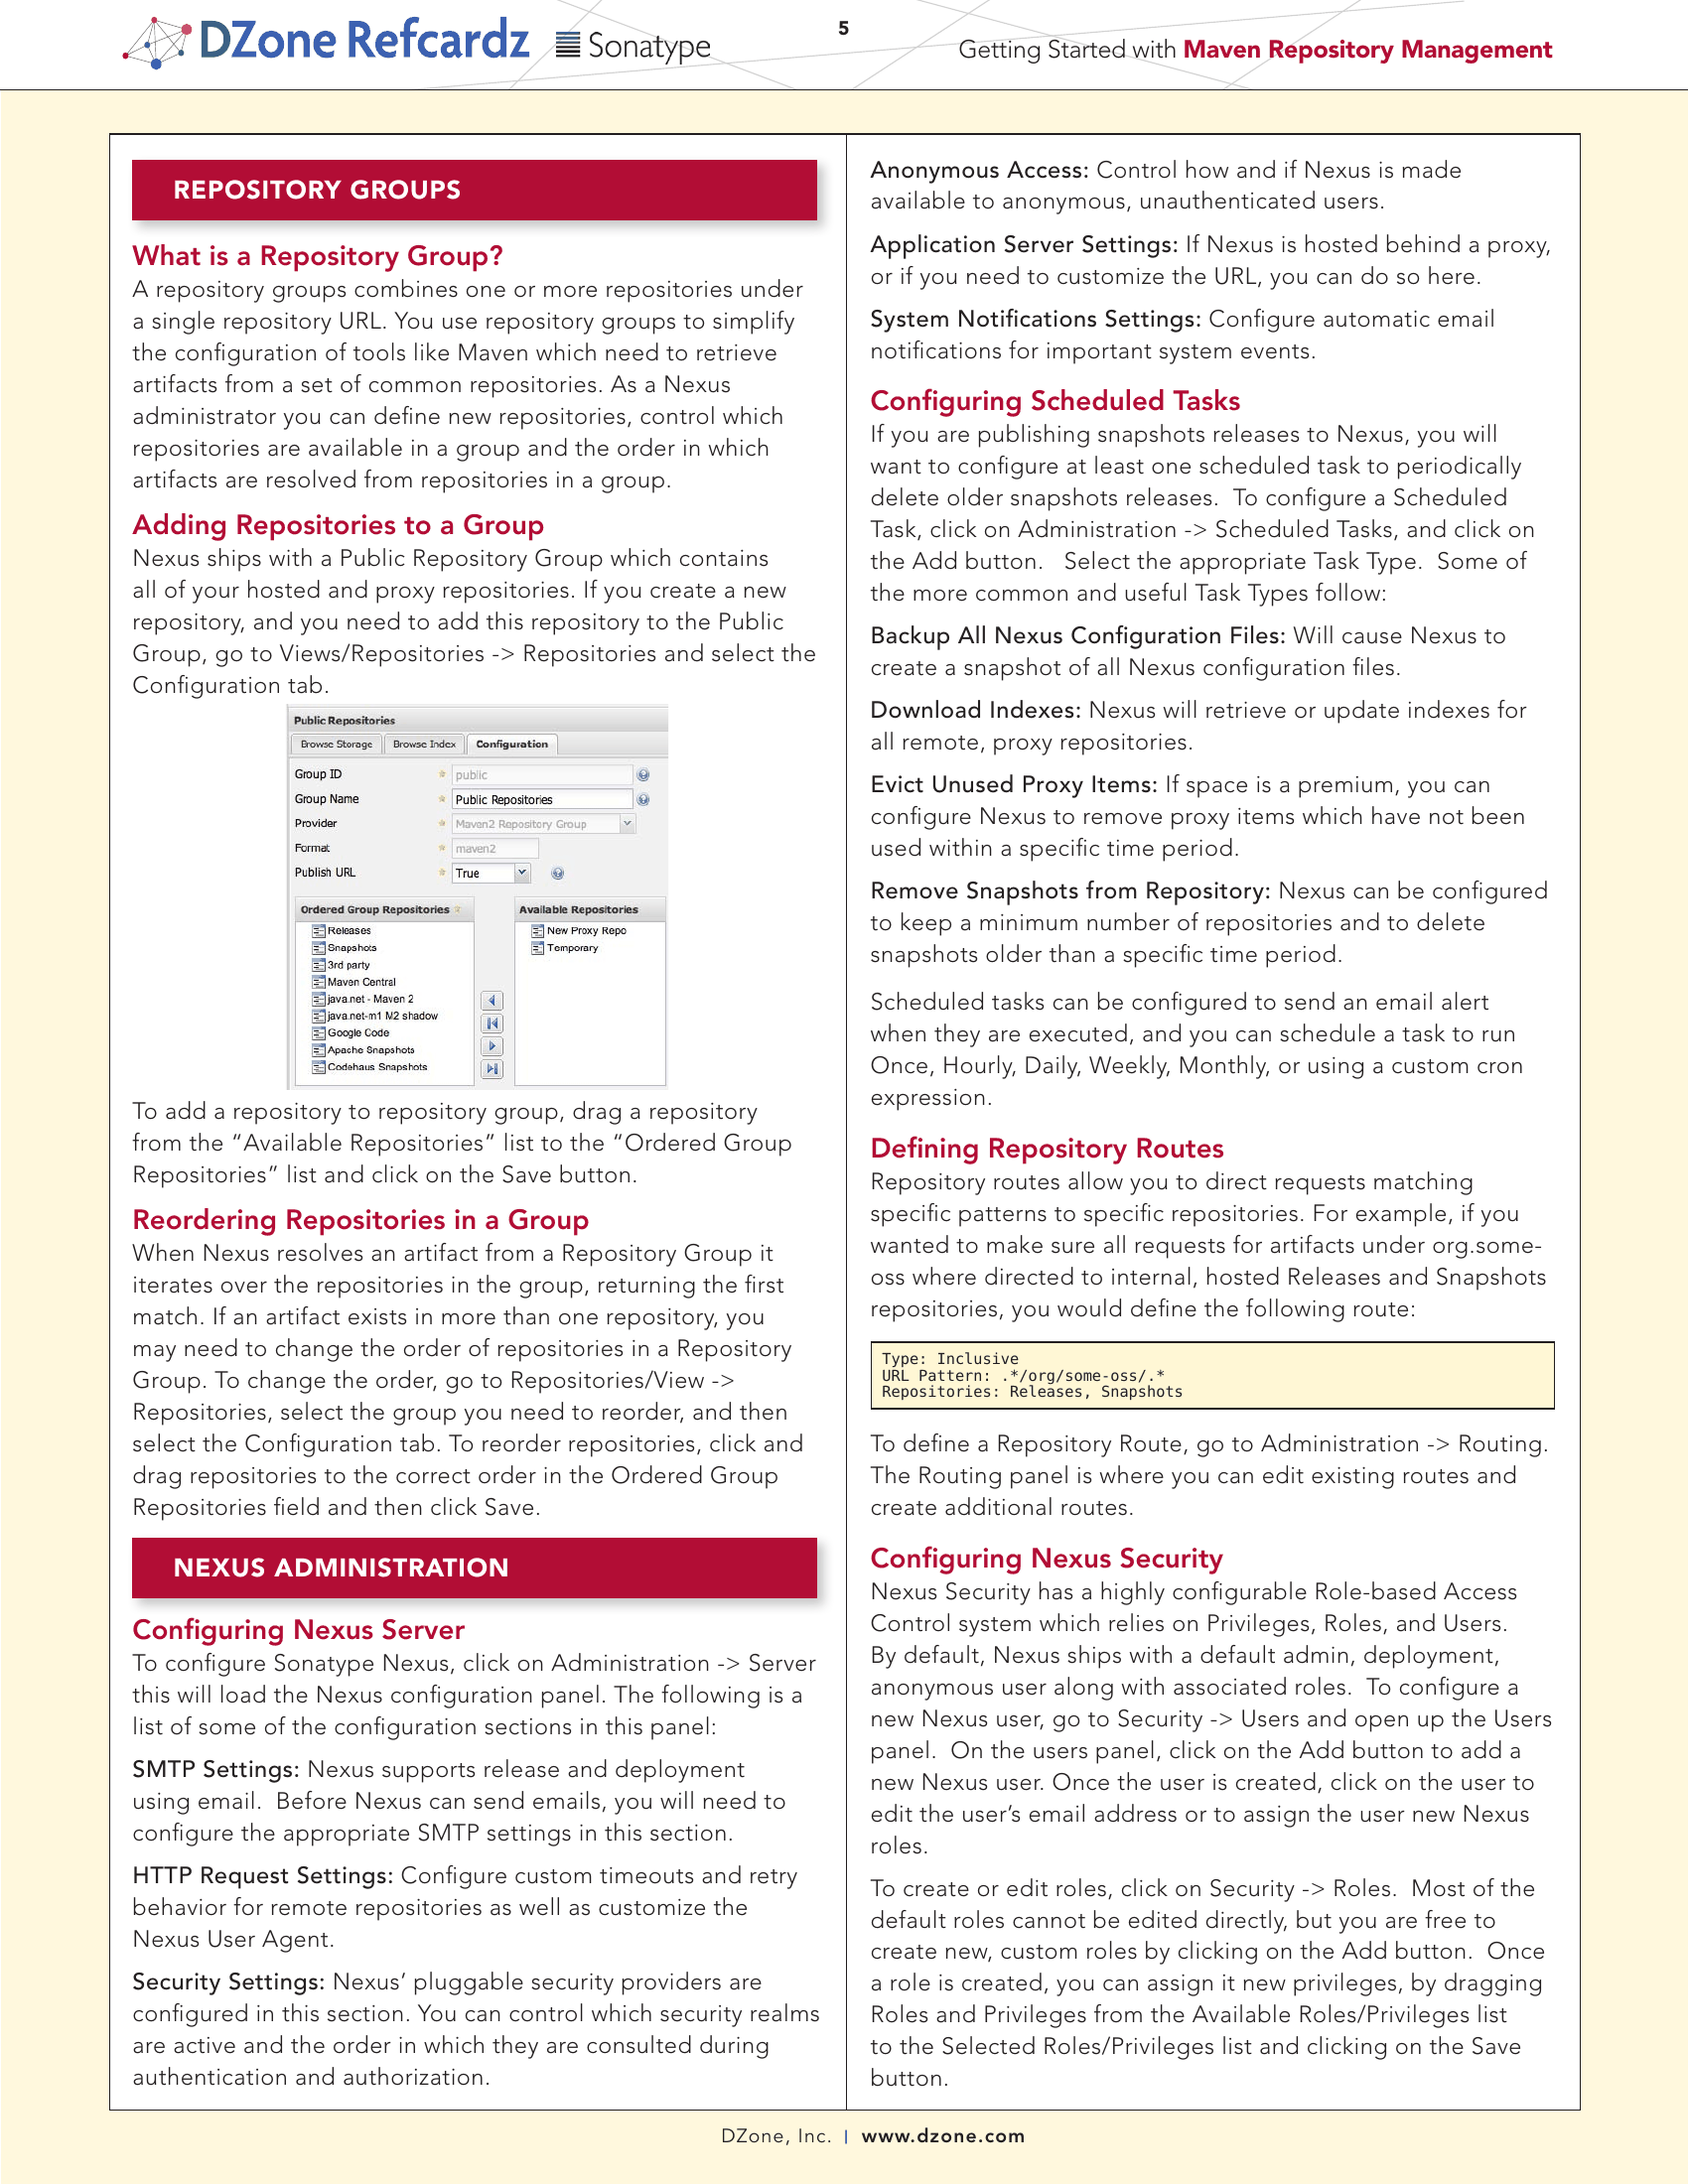 DZone Refcardz
Sonatype
5
Getting Started with Maven Repository Management
REPOSITORY GROUPS
What is a Repository Group?
A repository groups combines one or more repositories under
a single repository URL. You use repository groups to simplify
the configuration of tools like Maven which need to retrieve
artifacts from a set of common repositories. As a Nexus
administrator you can define new repositories, control which
repositories are available in a group and the order in which
artifacts are resolved from repositories in a group.
Adding Repositories to a Group
Nexus ships with a Public Repository Group which contains
all of your hosted and proxy repositories. If you create a new
repository, and you need to add this repository to the Public
Group, go to Views/Repositories -> Repositories and select the
Configuration tab.
Public Repositories
Browse Storage Browse Index Configuration
Group ID public
Group Name Public Repositories
Provider Maven2 Repository Group
Format maven2
Publish URL True
Ordered Group Repositories
Releases
Snapshots
3rd party
Maven Central
java.net - Maven 2
java.net-m1 M2 shadow
Google Code
Apache Snapshots
Codehaus Snapshots
Available Repositories
New Proxy Repo
Temporary
To add a repository to repository group, drag a repository
from the “Available Repositories” list to the “Ordered Group
Repositories” list and click on the Save button.
Reordering Repositories in a Group
When Nexus resolves an artifact from a Repository Group it
iterates over the repositories in the group, returning the first
match. If an artifact exists in more than one repository, you
may need to change the order of repositories in a Repository
Group. To change the order, go to Repositories/View ->
Repositories, select the group you need to reorder, and then
select the Configuration tab. To reorder repositories, click and
drag repositories to the correct order in the Ordered Group
Repositories field and then click Save.
NEXUS ADMINISTRATION
Configuring Nexus Server
To configure Sonatype Nexus, click on Administration -> Server
this will load the Nexus configuration panel. The following is a
list of some of the configuration sections in this panel:
SMTP Settings: Nexus supports release and deployment
using email.  Before Nexus can send emails, you will need to
configure the appropriate SMTP settings in this section.
HTTP Request Settings: Configure custom timeouts and retry
behavior for remote repositories as well as customize the
Nexus User Agent.
Security Settings: Nexus’ pluggable security providers are
configured in this section. You can control which security realms
are active and the order in which they are consulted during
authentication and authorization.
Anonymous Access: Control how and if Nexus is made
available to anonymous, unauthenticated users.
Application Server Settings: If Nexus is hosted behind a proxy,
or if you need to customize the URL, you can do so here.
System Notifications Settings: Configure automatic email
notifications for important system events.
Configuring Scheduled Tasks
If you are publishing snapshots releases to Nexus, you will
want to configure at least one scheduled task to periodically
delete older snapshots releases.  To configure a Scheduled
Task, click on Administration -> Scheduled Tasks, and click on
the Add button.   Select the appropriate Task Type.  Some of
the more common and useful Task Types follow:
Backup All Nexus Configuration Files: Will cause Nexus to
create a snapshot of all Nexus configuration files.
Download Indexes: Nexus will retrieve or update indexes for
all remote, proxy repositories.
Evict Unused Proxy Items: If space is a premium, you can
configure Nexus to remove proxy items which have not been
used within a specific time period.
Remove Snapshots from Repository: Nexus can be configured
to keep a minimum number of repositories and to delete
snapshots older than a specific time period.
Scheduled tasks can be configured to send an email alert
when they are executed, and you can schedule a task to run
Once, Hourly, Daily, Weekly, Monthly, or using a custom cron
expression.
Defining Repository Routes
Repository routes allow you to direct requests matching
specific patterns to specific repositories. For example, if you
wanted to make sure all requests for artifacts under org.some-
oss where directed to internal, hosted Releases and Snapshots
repositories, you would define the following route:
Type: Inclusive
URL Pattern: .*/org/some-oss/.*
Repositories: Releases, Snapshots
To define a Repository Route, go to Administration -> Routing.
The Routing panel is where you can edit existing routes and
create additional routes.
Configuring Nexus Security
Nexus Security has a highly configurable Role-based Access
Control system which relies on Privileges, Roles, and Users.
By default, Nexus ships with a default admin, deployment,
anonymous user along with associated roles.  To configure a
new Nexus user, go to Security -> Users and open up the Users
panel.  On the users panel, click on the Add button to add a
new Nexus user. Once the user is created, click on the user to
edit the user’s email address or to assign the user new Nexus
roles.
To create or edit roles, click on Security -> Roles.  Most of the
default roles cannot be edited directly, but you are free to
create new, custom roles by clicking on the Add button.  Once
a role is created, you can assign it new privileges, by dragging
Roles and Privileges from the Available Roles/Privileges list
to the Selected Roles/Privileges list and clicking on the Save
button.
DZone, Inc. | www.dzone.com